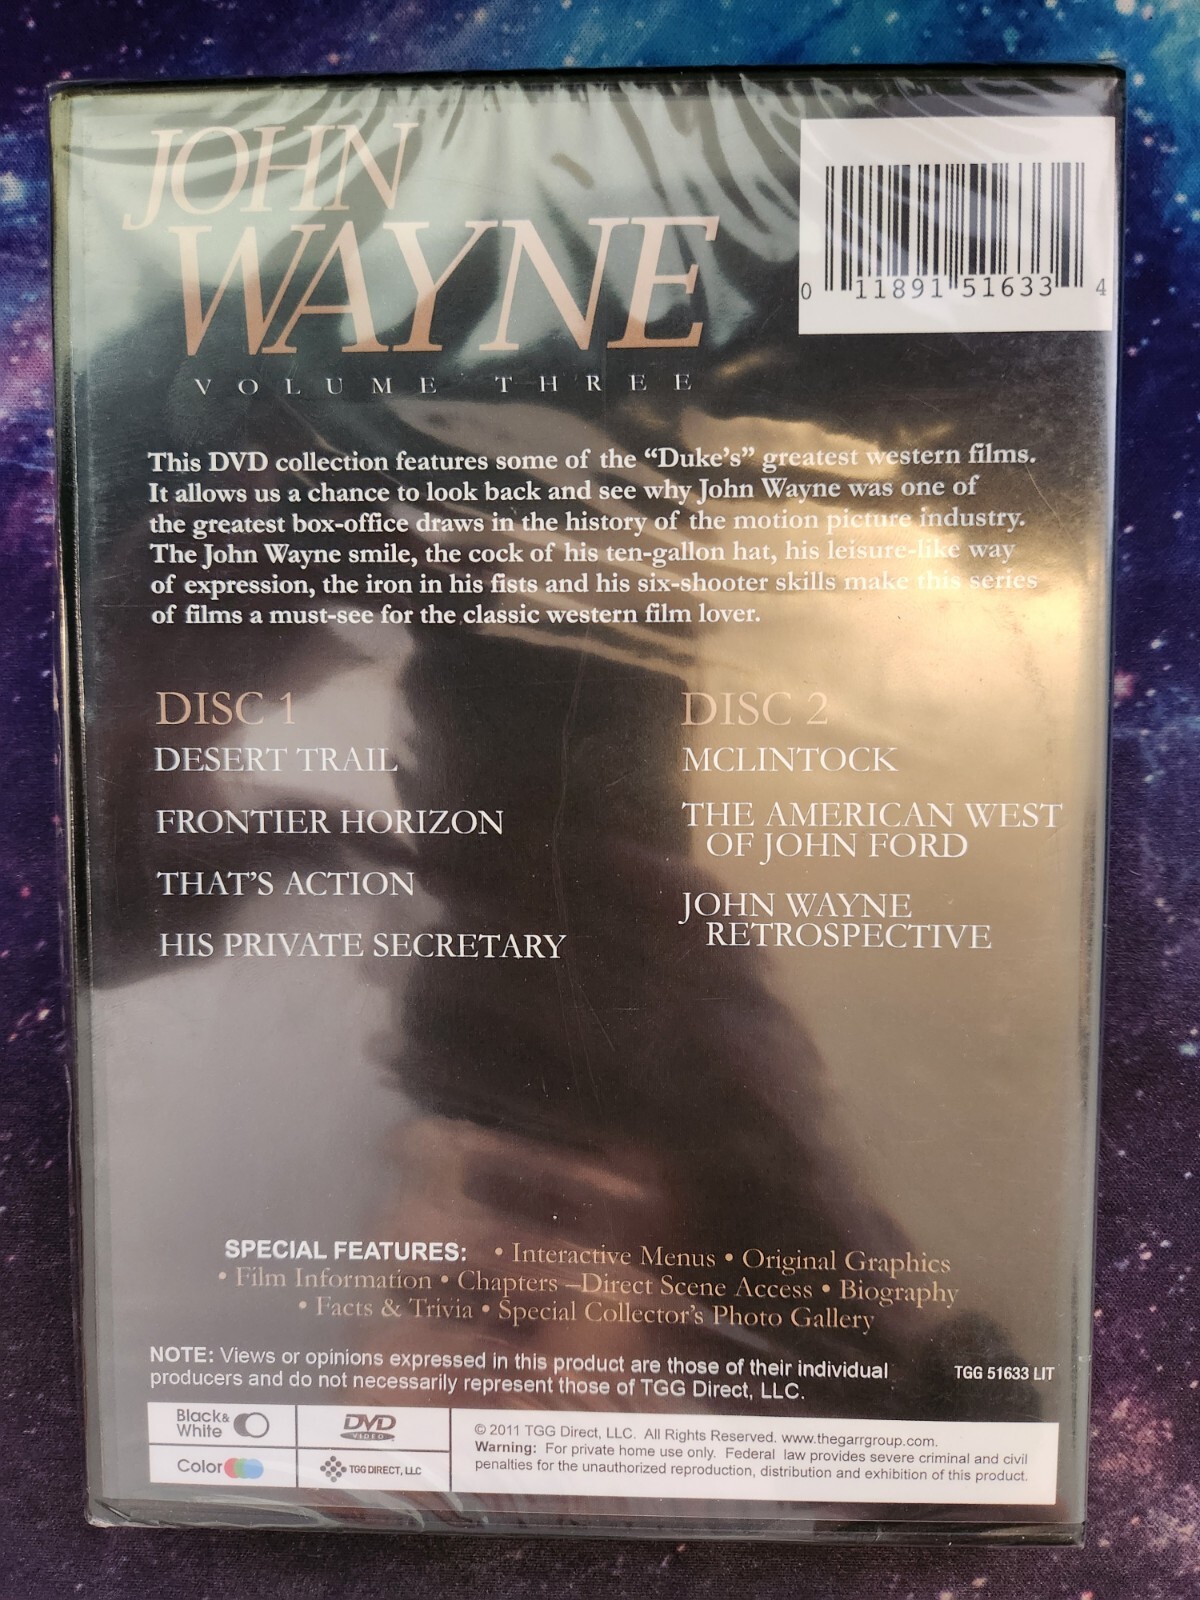 JOHN
WAYNE
VOLUME THREE
0 11891 51633 4
This DVD collection features some of the “Duke’s” greatest western films.
It allows us a chance to look back and see why John Wayne was one of
the greatest box-office draws in the history of the motion picture industry.
The John Wayne smile, the cock of his ten-gallon hat, his leisure-like way
of expression, the iron in his fists and his six-shooter skills make this series
of films a must-see for the classic western film lover.
DISC 1
DESERT TRAIL
FRONTIER HORIZON
THAT’S ACTION
HIS PRIVATE SECRETARY
DISC 2
MCLINTOCK
THE AMERICAN WEST
OF JOHN FORD
JOHN WAYNE
RETROSPECTIVE
SPECIAL FEATURES: • Interactive Menus • Original Graphics
• Film Information • Chapters –Direct Scene Access • Biography
• Facts & Trivia • Special Collector’s Photo Gallery
NOTE: Views or opinions expressed in this product are those of their individual
producers and do not necessarily represent those of TGG Direct, LLC.
TGG 51633 LIT
Black&
White
Color
DVD
VIDEO
TGG DIRECT, LLC
© 2011 TGG Direct, LLC. All Rights Reserved. www.thegarrgroup.com.
Warning: For private home use only. Federal law provides severe criminal and civil
penalties for the unauthorized reproduction, distribution and exhibition of this product.